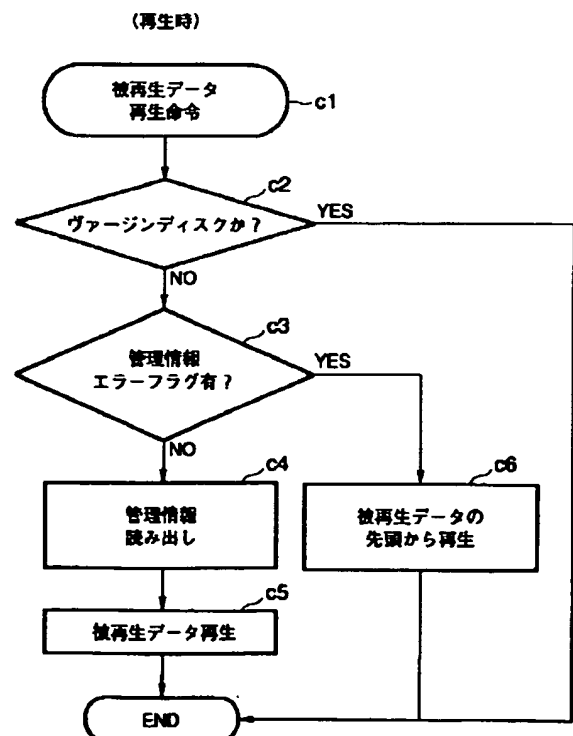 (再生時)
被再生データ
再生命令
c1
c2
ヴァージンディスクか?
YES
NO
c3
管理情報
エラーフラグ有?
YES
NO
c4
管理情報
読み出し
c6
被再生データの
先頭から再生
c5
被再生データ再生
END